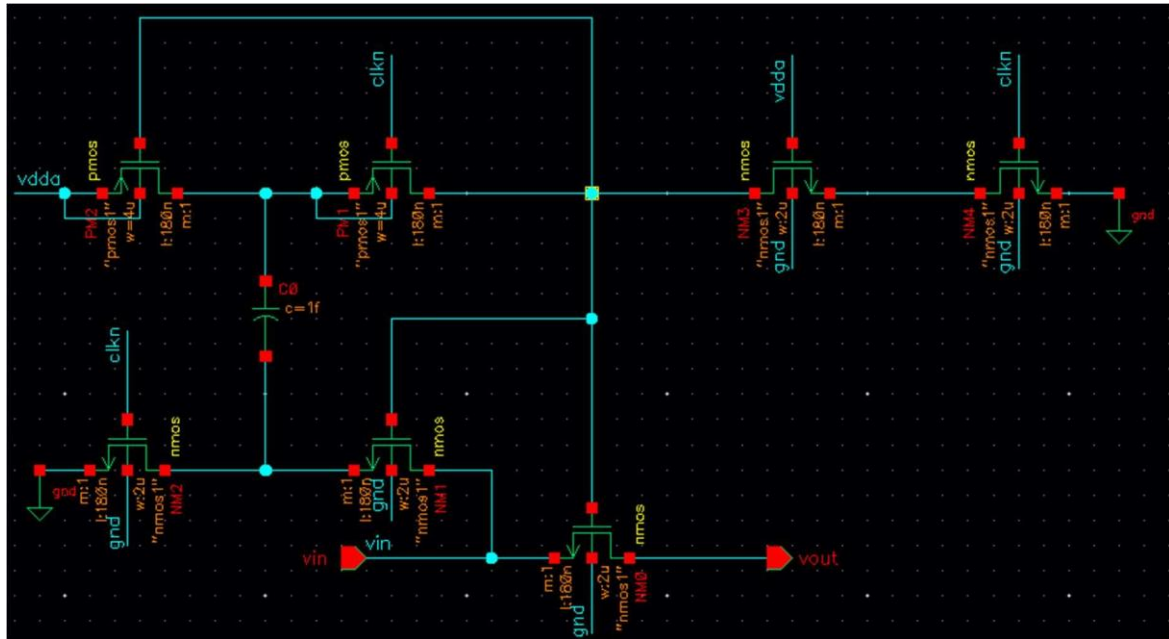 clkn
vdda
clkn
pmos
pmos
nmos
nmos
vdda
PM2
"pmos1"
w=4u
l:180n
m:1
PM1
"pmos1"
w=4u
l:180n
m:1
NM3
"nmos1"
w:2u
gnd
l:180n
m:1
NM4
"nmos1"
w:2u
gnd
l:180n
m:1
gnd
C0
c=1f
clkn
nmos
nmos
gnd
m:1
l:180n
gnd
w:2u
"nmos1"
NM2
m:1
l:180n
gnd
w:2u
"nmos1"
NM1
nmos
vin
vin
vout
m:1
l:180n
gnd
w:2u
"nmos1"
NM0